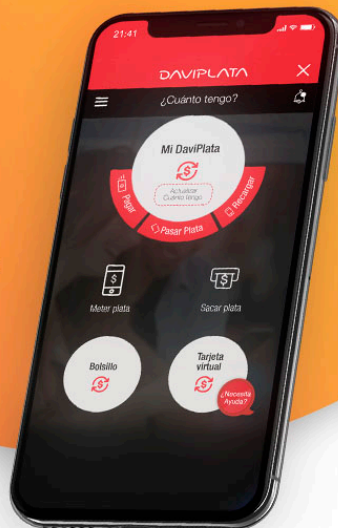 21:41
DAVIPLATA
¿Cuánto tengo?
Mi DaviPlata
Actualizar
Cuánto tengo
Pagar
Pasar Plata
Recargar
Meter plata
Sacar plata
Bolsillo
Tarjeta
virtual
¿Necesita
Ayuda?